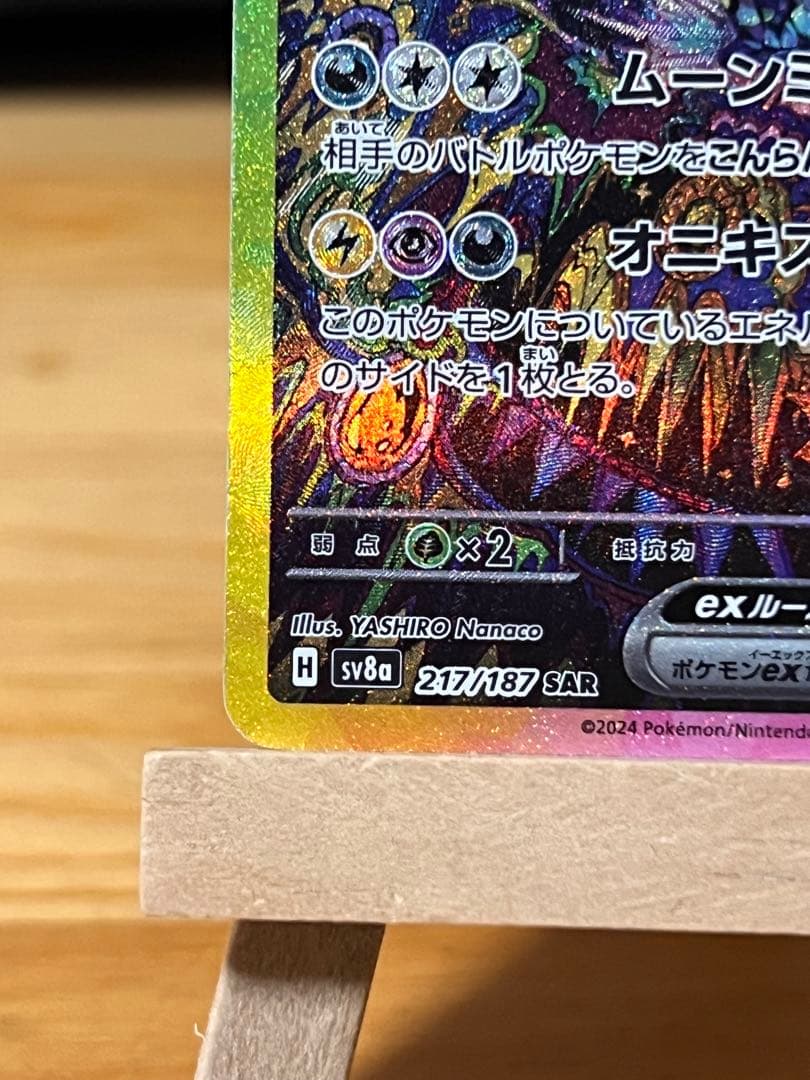 ムーンミ
あいて
相手のバトルポケモンをこんらん
オニキス
このポケモンについているエネル
まい
のサイドを1枚とる。
弱点 ×2 抵抗力
exルー
Illus. YASHIRO Nanaco
イーエックス
ポケモンex
H sv8a 217/187 SAR
©2024 Pokémon/Nintendo